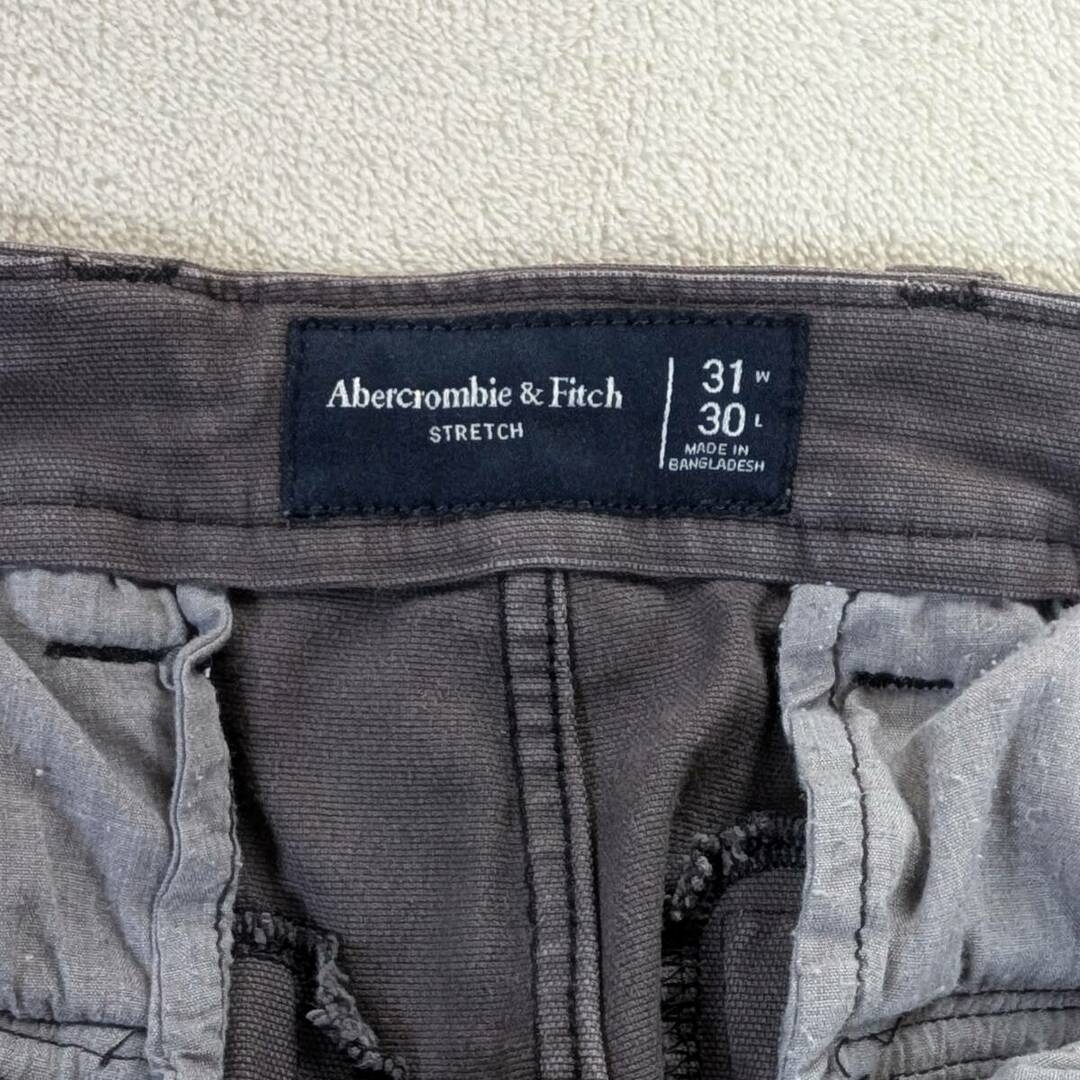 Abercrombie & Fitch
STRETCH
31 W
30 L
MADE IN
BANGLADESH